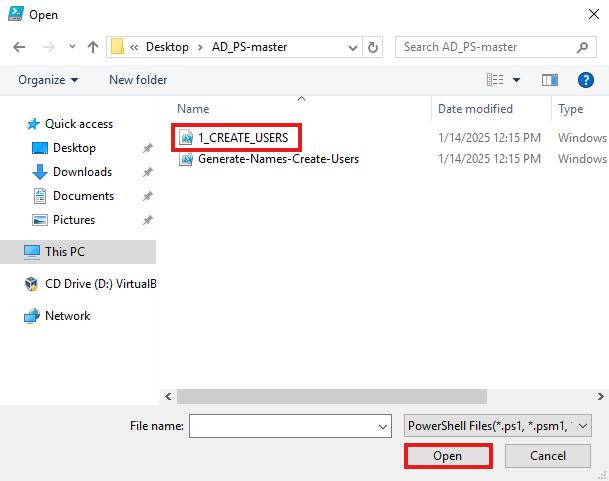 Open
« Desktop > AD_PS-master
Search AD_PS-master
Organize
New folder
?
Name Date modified Type
Quick access
Desktop
Downloads
Documents
Pictures
This PC
CD Drive (D:) VirtualB
Network
1_CREATE_USERS 1/14/2025 12:15 PM Windows
Generate-Names-Create-Users 1/14/2025 12:15 PM Windows
File name:
PowerShell Files(*.ps1, *.psm1,
Open
Cancel